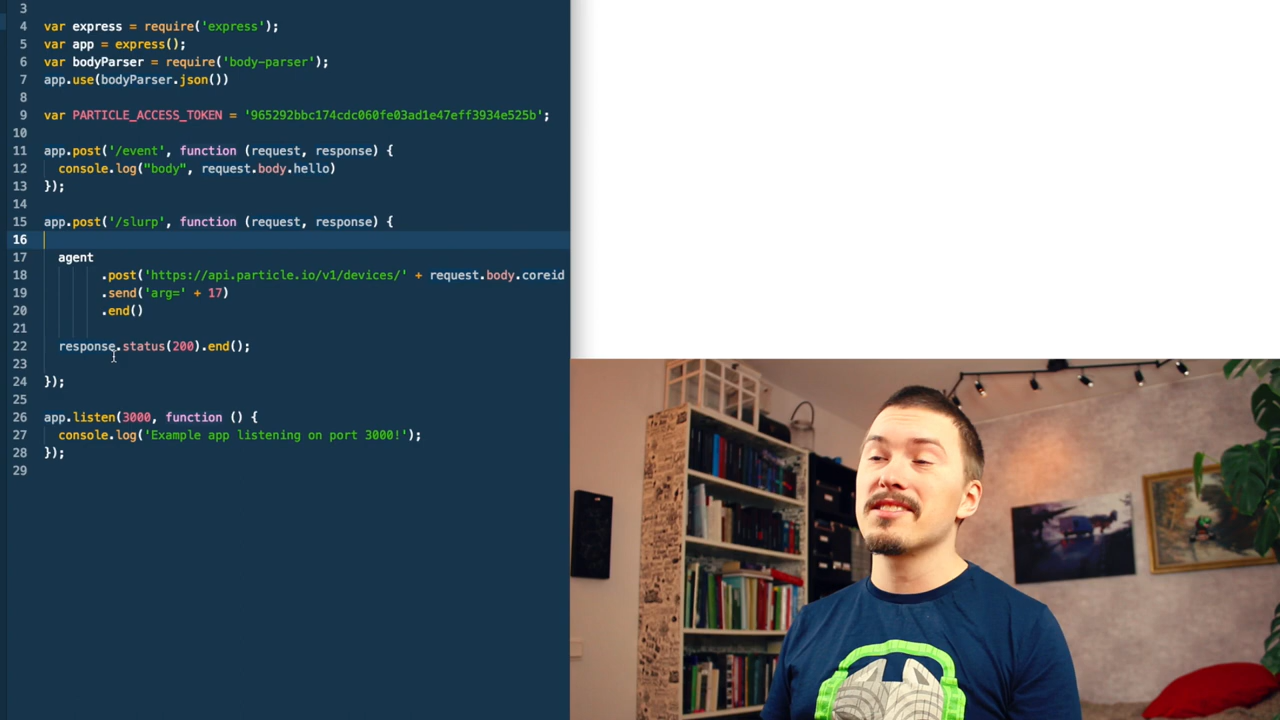 3
4 var express = require('express');
5 var app = express();
6 var bodyParser = require('body-parser');
7 app.use(bodyParser.json())
8
9 var PARTICLE_ACCESS_TOKEN = '965292bbc174cdc060fe03ad1e47eff3934e525b';
10
11 app.post('/event', function (request, response) {
12 console.log("body", request.body.hello)
13 });
14
15 app.post('/slurp', function (request, response) {
16
17 agent
18 .post('https://api.particle.io/v1/devices/' + request.body.coreid
19 .send('arg=' + 17)
20 .end()
21
22 response.status(200).end();
23
24 });
25
26 app.listen(3000, function () {
27 console.log('Example app listening on port 3000!');
28 });
29